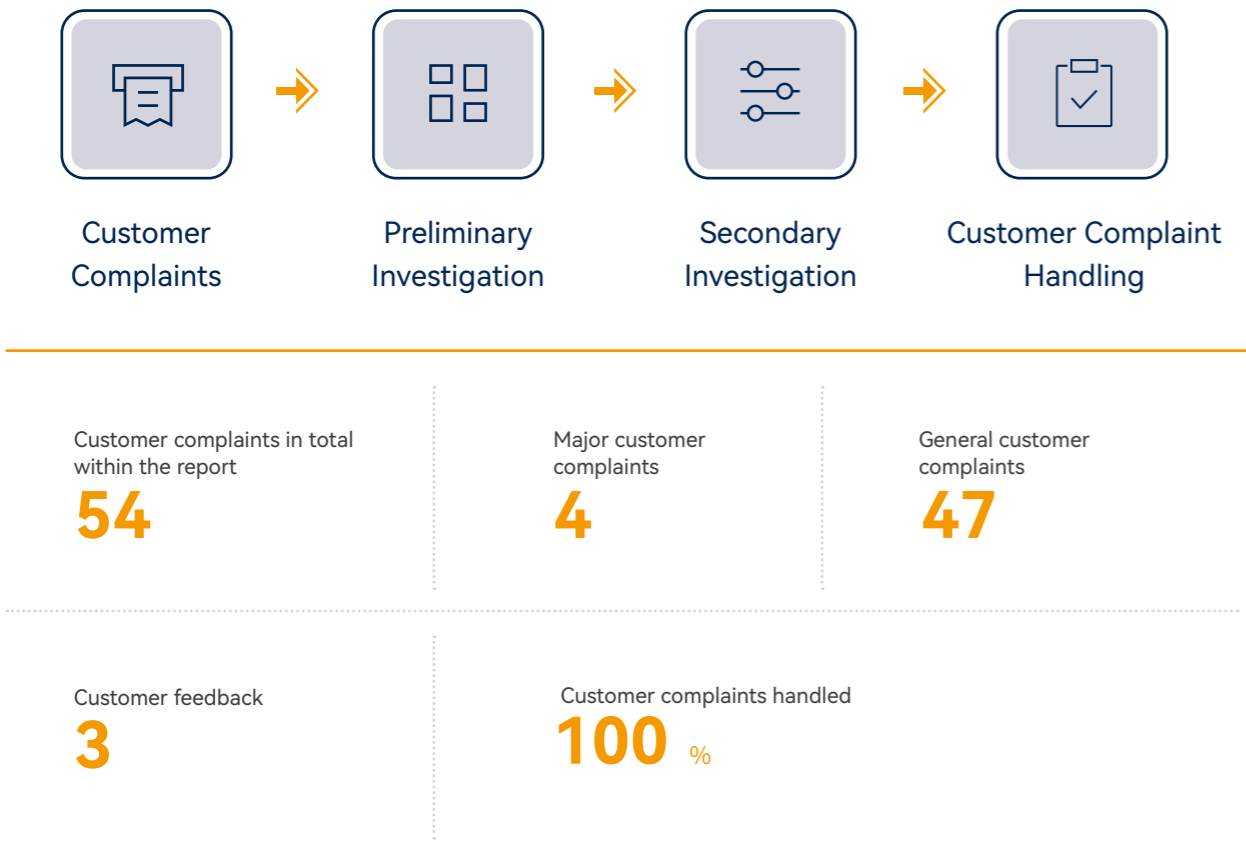 Customer
Complaints
Preliminary
Investigation
Secondary
Investigation
Customer Complaint
Handling
Customer complaints in total
within the report
54
Major customer
complaints
4
General customer
complaints
47
Customer feedback
3
Customer complaints handled
100 %